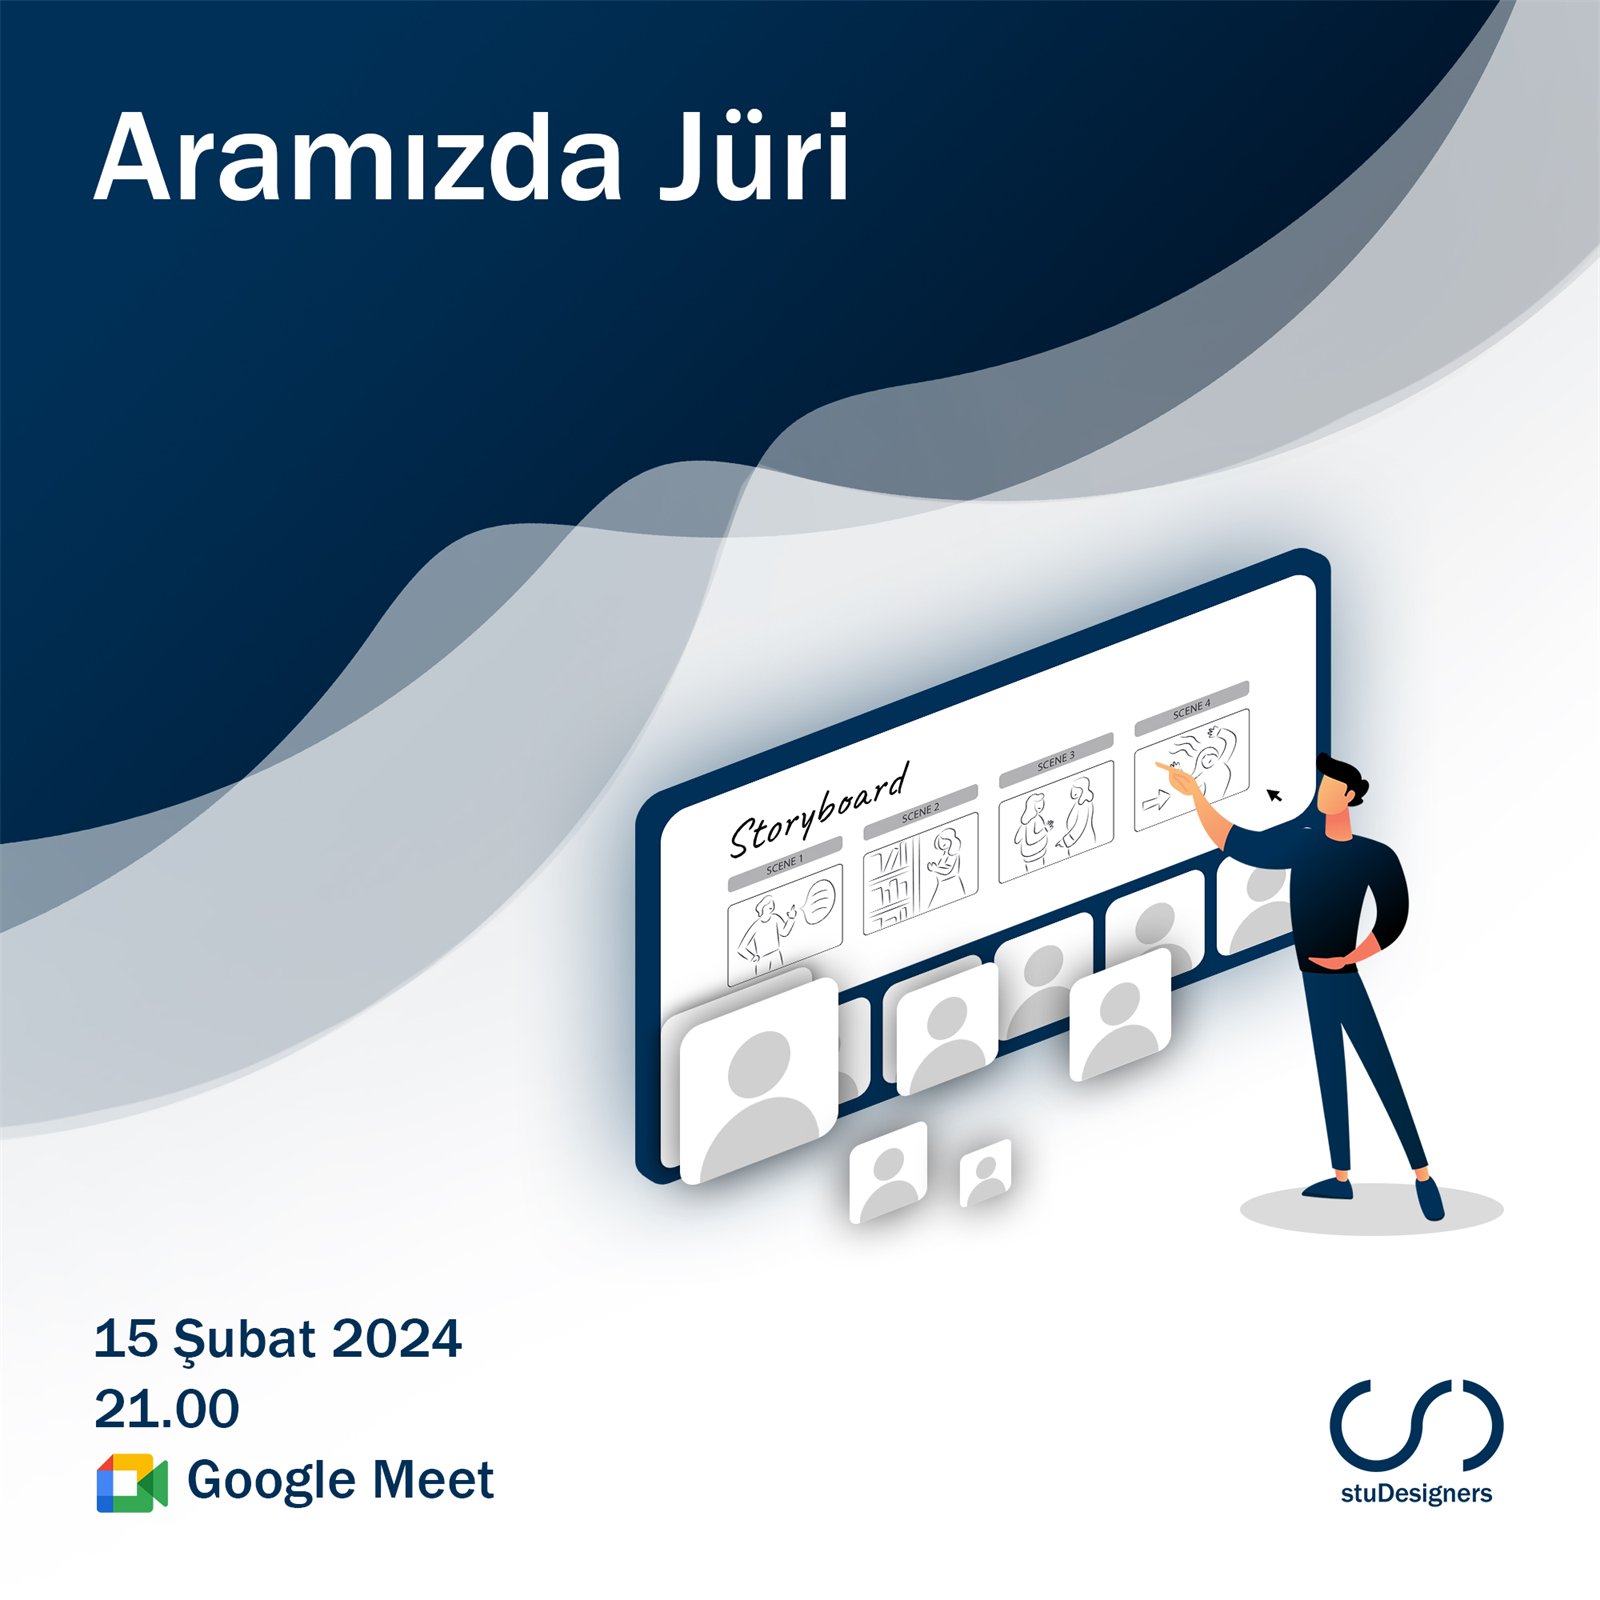 Aramızda Jüri
Storyboard
SCENE 1
SCENE 2
SCENE 3
SCENE 4
15 Şubat 2024
21.00
Google Meet
stuDesigners